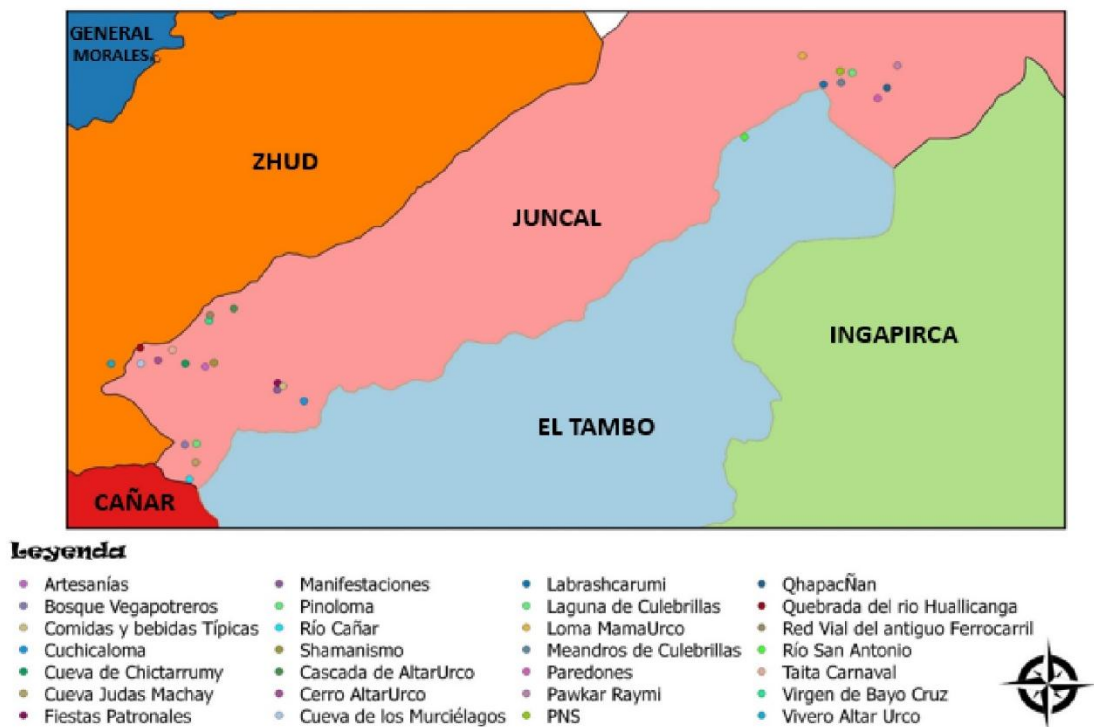 GENERAL
MORALES
ZHUD
JUNCAL
INGAPIRCA
EL TAMBO
CAÑAR
Leyenda
Artesanías
Bosque Vegapotreros
Comidas y bebidas Típicas
Cuchicaloma
Cueva de Chictarrumy
Cueva Judas Machay
Fiestas Patronales
Manifestaciones
Pinoloma
Río Cañar
Shamanismo
Cascada de AltarUrco
Cerro AltarUrco
Cueva de los Murciélagos
Labrashcarumi
Laguna de Culebrillas
Loma MamaUrco
Meandros de Culebrillas
Paredones
Pawkar Raymi
PNS
QhapacÑan
Quebrada del rio Huallicanga
Red Vial del antiguo Ferrocarril
Río San Antonio
Taita Carnaval
Virgen de Bayo Cruz
Vivero Altar Urco